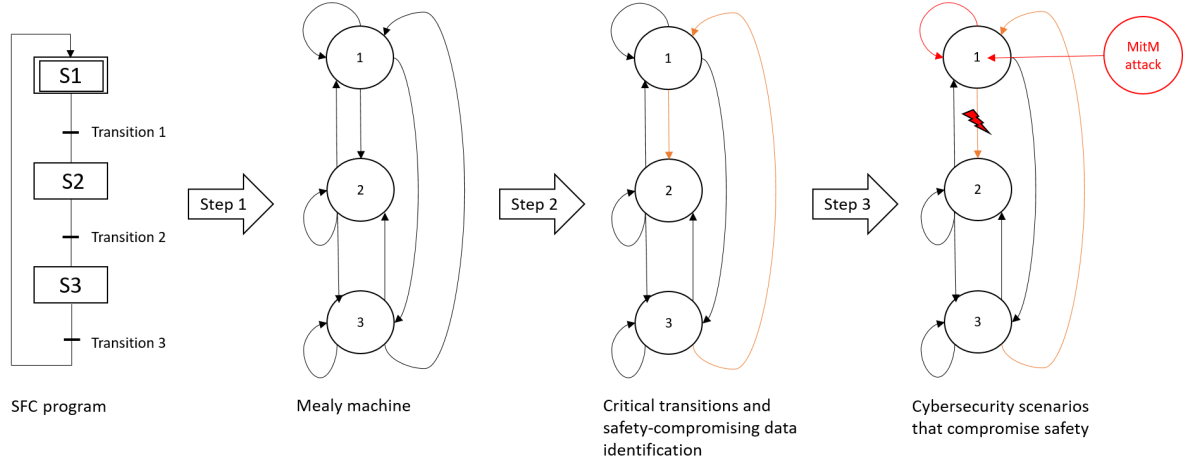 S1
Transition 1
S2
Transition 2
S3
Transition 3
SFC program
Step 1
1
2
3
Mealy machine
Step 2
1
2
3
Critical transitions and
safety-compromising data
identification
Step 3
1
MitM
attack
2
3
Cybersecurity scenarios
that compromise safety